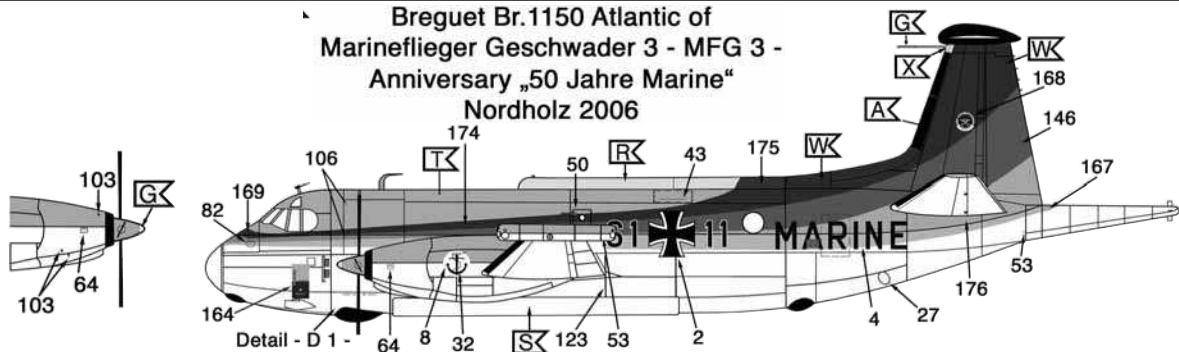 Breguet Br.1150 Atlantic of
Marineflieger Geschwader 3 - MFG 3 -
Anniversary „50 Jahre Marine“
Nordholz 2006
G
X
W
168
A
146
174
175
W
R
43
50
T
106
167
103
G
169
82
61 11 MARINE
53
176
103
64
164
8
32
S
123
53
2
4
27
64
Detail - D 1 -